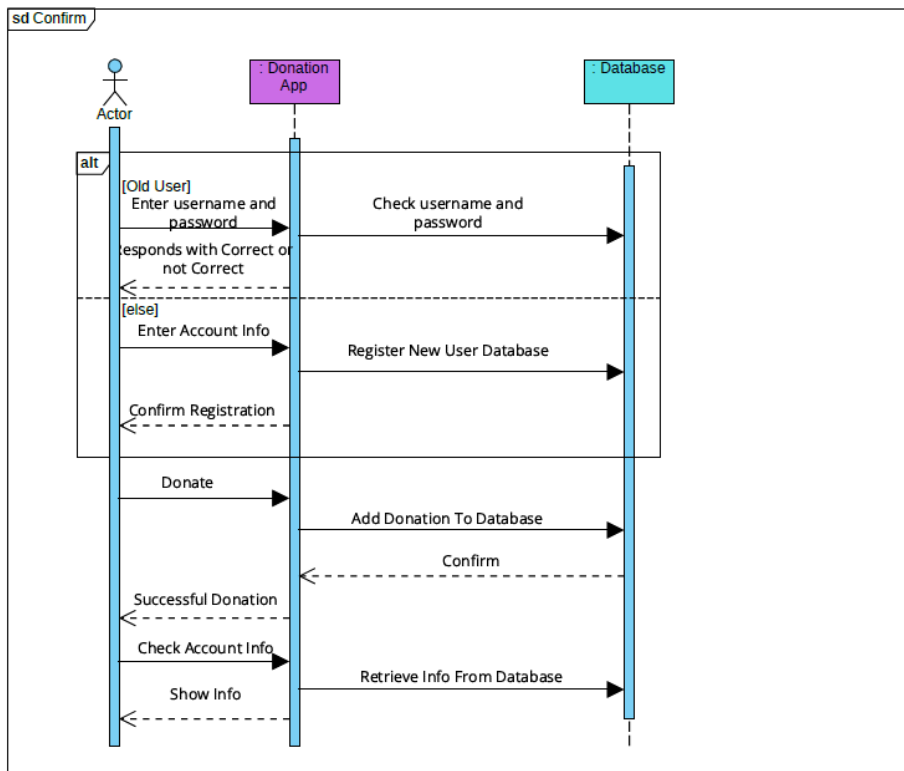 sd Confirm
: Donation
App
: Database
Actor
alt
[Old User]
Enter username and
password
Check username and
password
Responds with Correct or
not Correct
[else]
Enter Account Info
Register New User Database
Confirm Registration
Donate
Add Donation To Database
Confirm
Successful Donation
Check Account Info
Retrieve Info From Database
Show Info